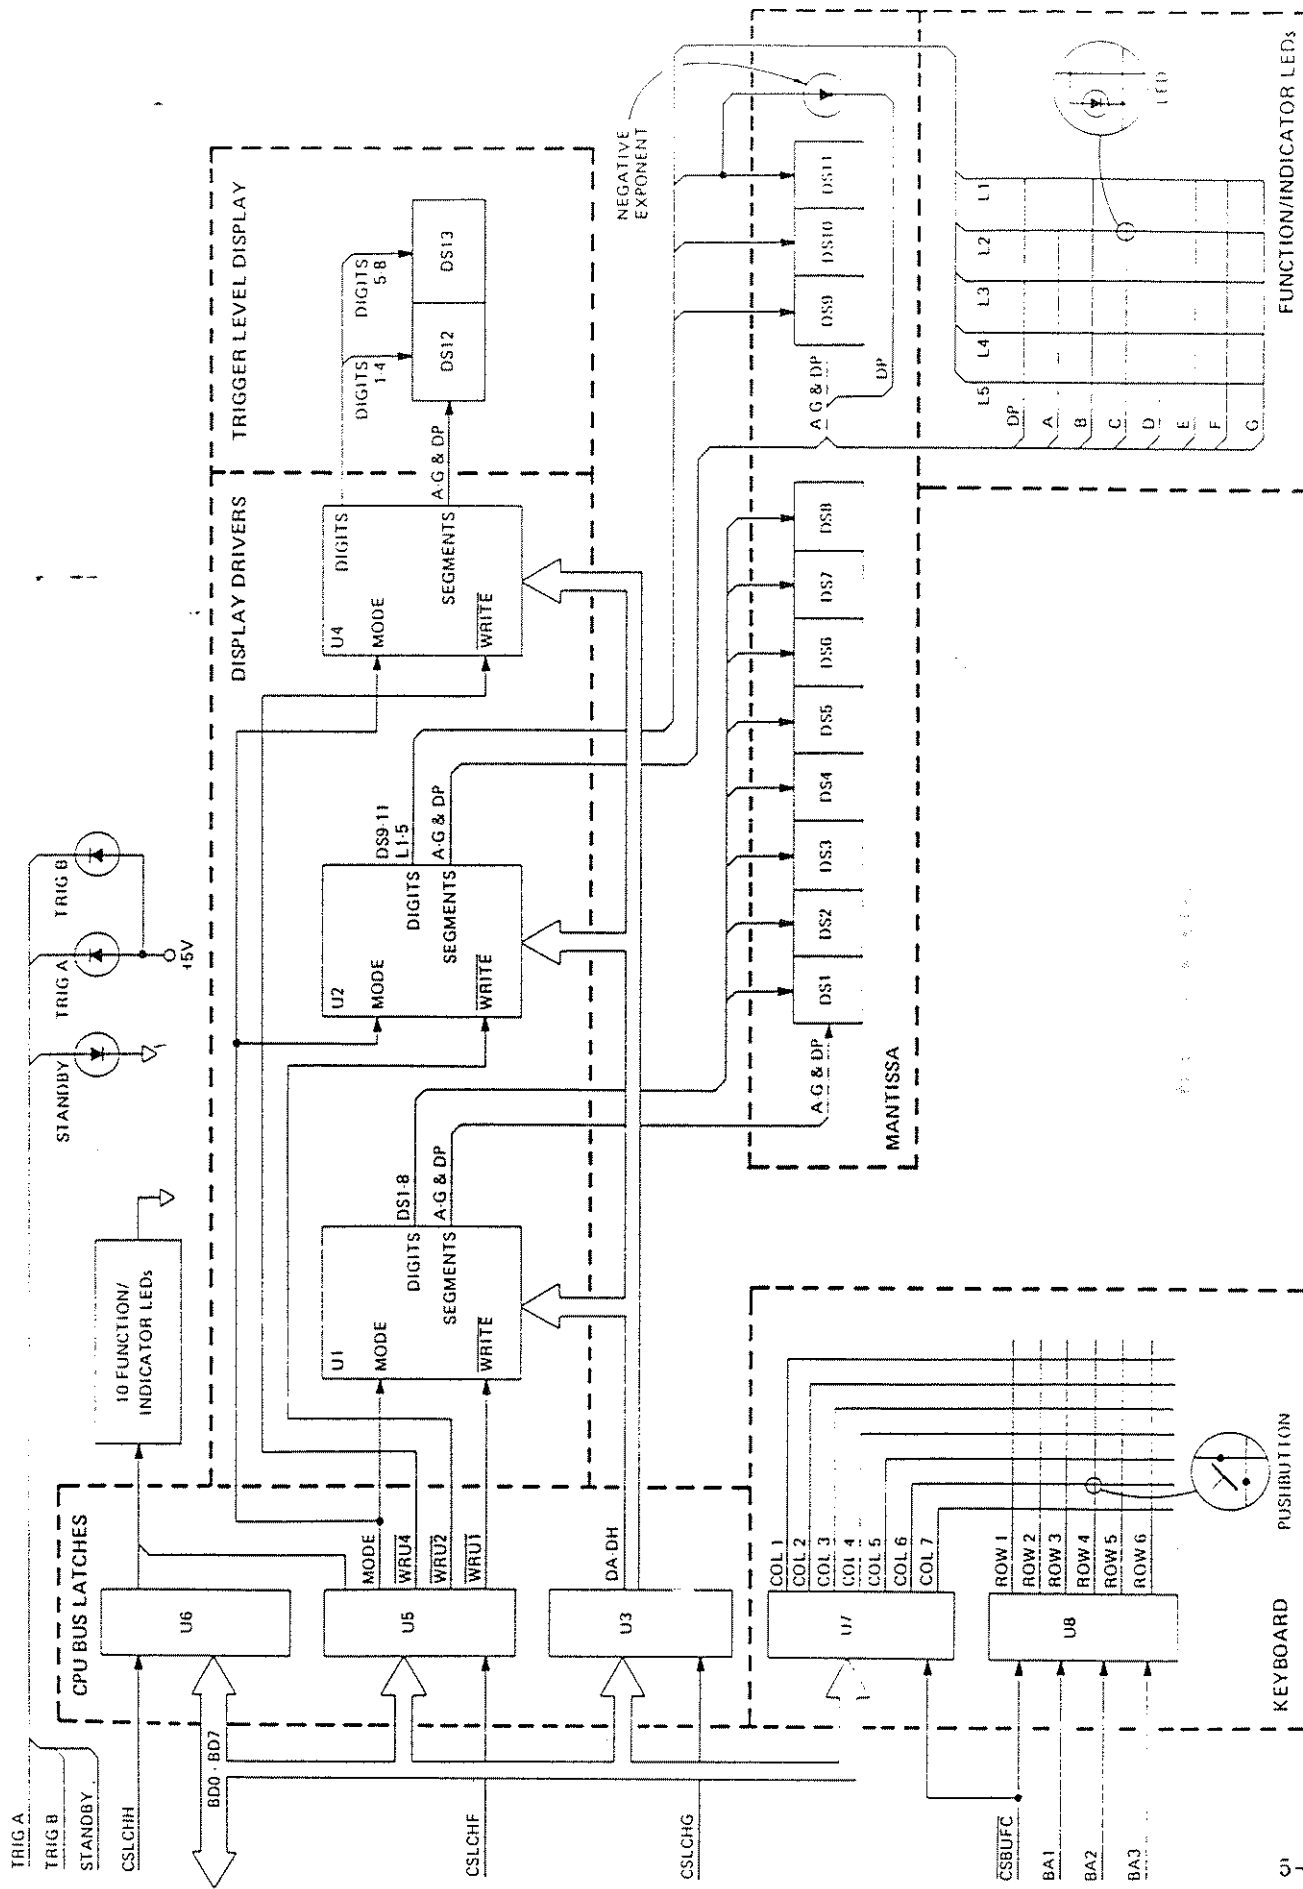 TRIG A
TRIG B
STANDBY
CSLCHH
BD0 - BD7
CSLCHF
CSLCHG
CSBUFC
BA1
BA2
BA3
CPU BUS LATCHES
U6
U5
MODE
WRU4
WRU2
WRU1
U3
DA-DH
10 FUNCTION/
INDICATOR LEDs
STANDBY
TRIG A
TRIG B
+5V
DISPLAY DRIVERS
U1
MODE
WRITE
DIGITS
SEGMENTS
DS1-8
A-G & DP
U2
MODE
WRITE
DIGITS
SEGMENTS
DS9-11
L1-5
A-G & DP
U4
MODE
WRITE
DIGITS
SEGMENTS
A-G & DP
TRIGGER LEVEL DISPLAY
DIGITS
1-4
DIGITS
5-8
DS12
DS13
NEGATIVE
EXPONENT
MANTISSA
A-G & DP
DS1
DS2
DS3
DS4
DS5
DS6
DS7
DS8
A-G & DP
DP
DS9
DS10
DS11
KEYBOARD
U7
COL 1
COL 2
COL 3
COL 4
COL 5
COL 6
COL 7
U8
ROW 1
ROW 2
ROW 3
ROW 4
ROW 5
ROW 6
PUSHBUTTON
L5
L4
L3
L2
L1
DP
A
B
C
D
E
F
G
LED
FUNCTION/INDICATOR LEDs